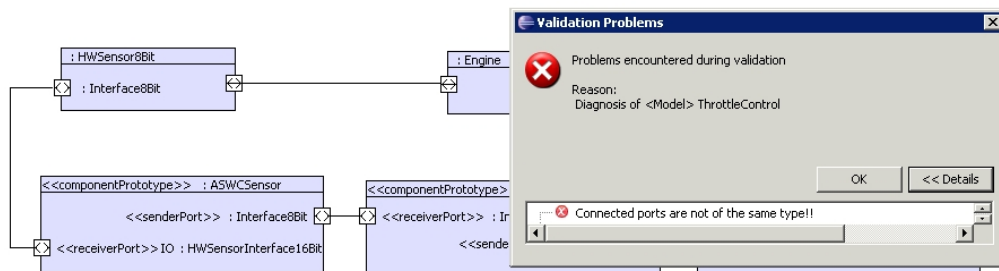 : HWSensor8Bit
: Interface8Bit
: Engine
<<componentPrototype>> : ASWCSensor
<<senderPort>> : Interface8Bit
<<receiverPort>> IO : HWSensorInterface16Bit
<<componentPrototype>
<<receiverPort>> : In
<<sende
Validation Problems
Problems encountered during validation
Reason:
Diagnosis of <Model> ThrottleControl
OK
<< Details
Connected ports are not of the same type!!